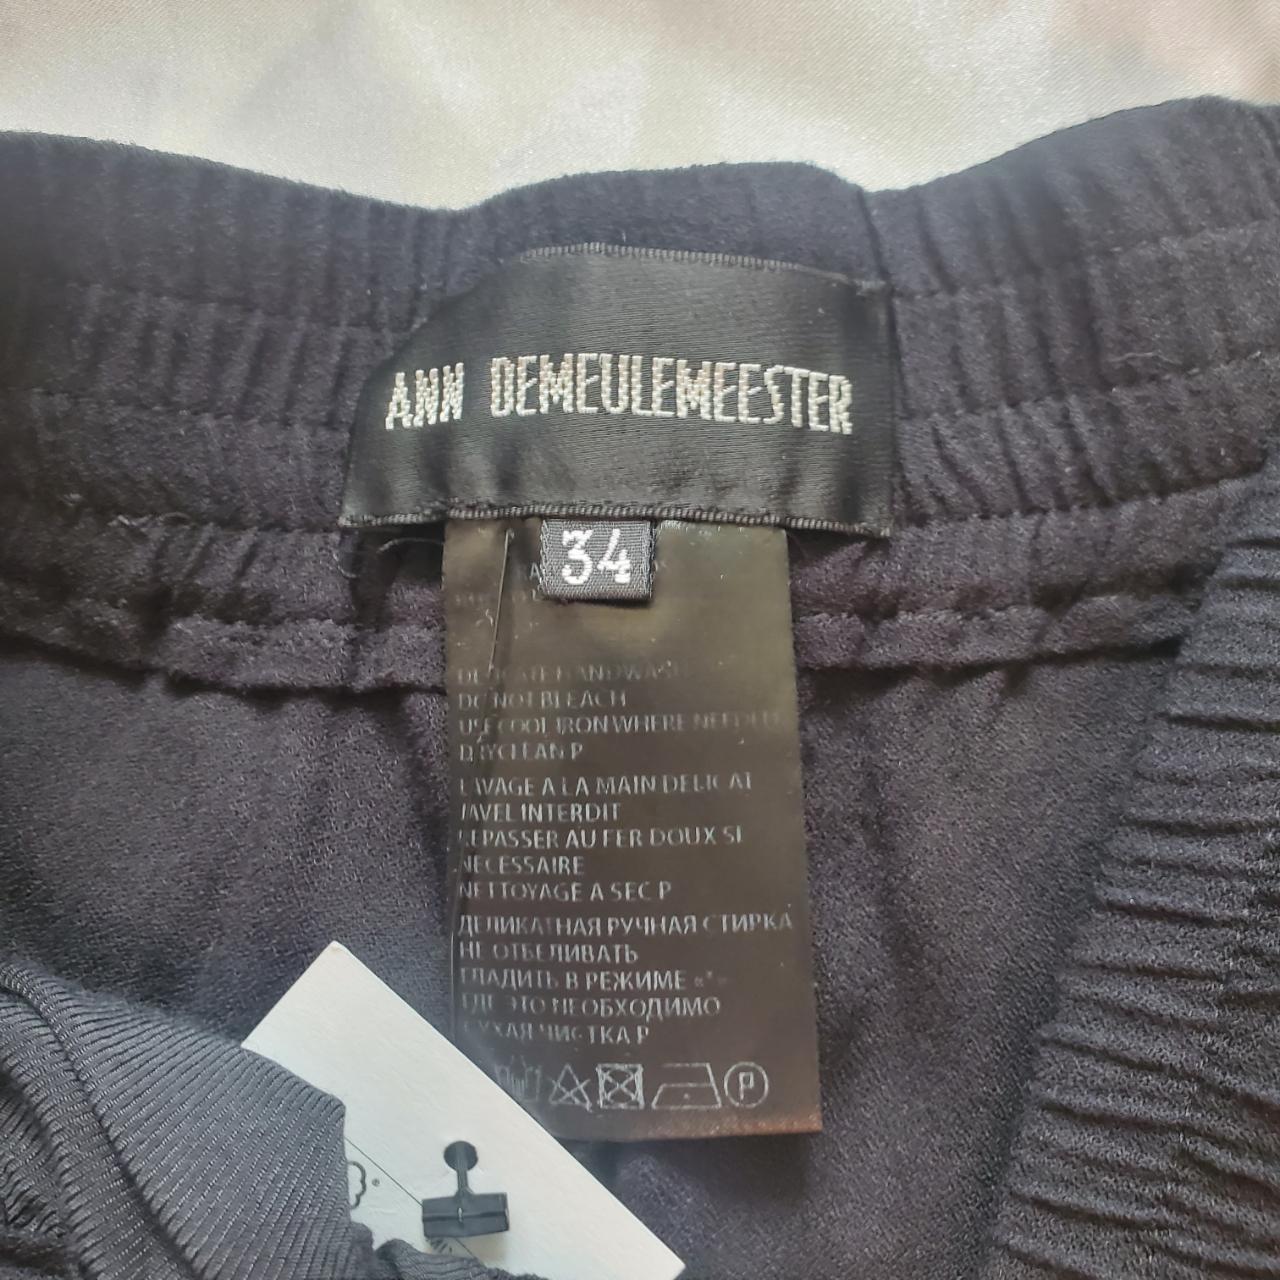 ANN DEMEULEMEESTER
34
DELICATE HANDWASH
DO NOT BLEACH
USE COOL IRON WHERE NEEDED
DRYCLEAN P
LAVAGE A LA MAIN DELICAT
JAVEL INTERDIT
REPASSER AU FER DOUX SI
NECESSAIRE
NETTOYAGE A SEC P
ДЕЛИКАТНАЯ РУЧНАЯ СТИРКА
НЕ ОТБЕЛИВАТЬ
ГЛАДИТЬ В РЕЖИМЕ «*»
ГДЕ ЭТО НЕОБХОДИМО
СУХАЯ ЧИСТКА P
P